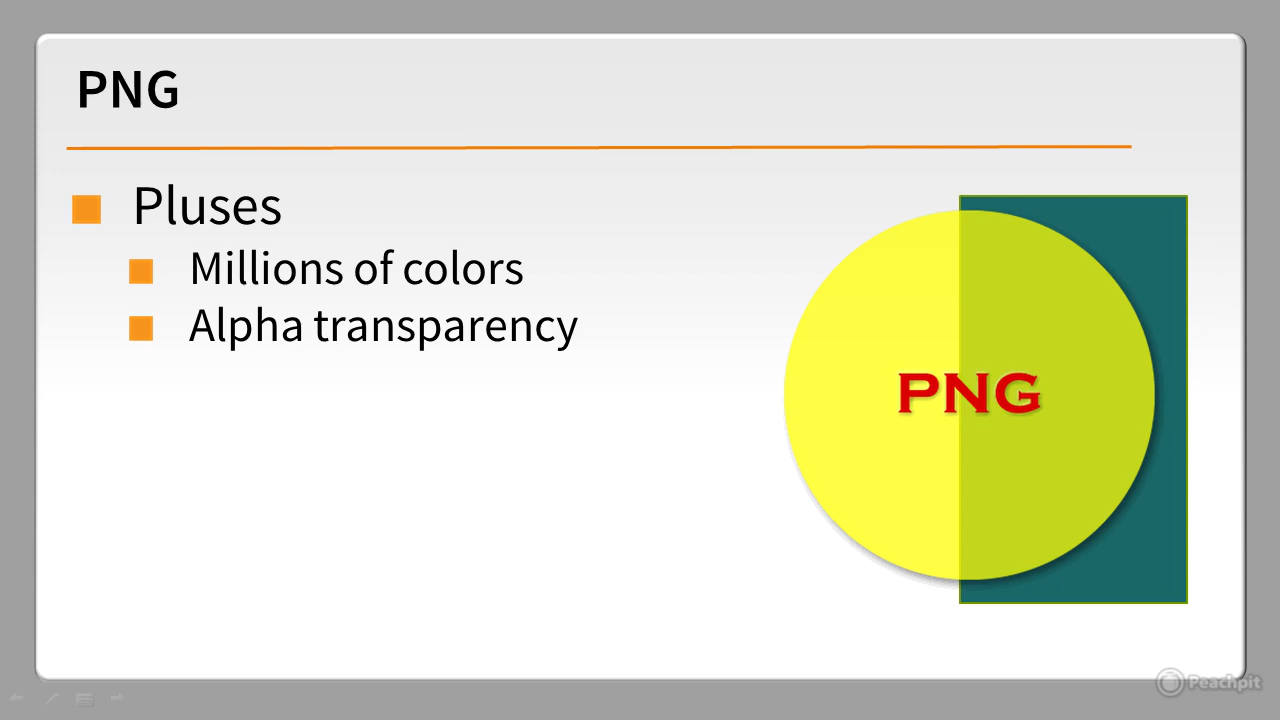 PNG
Pluses
Millions of colors
Alpha transparency
PNG
Peachpit